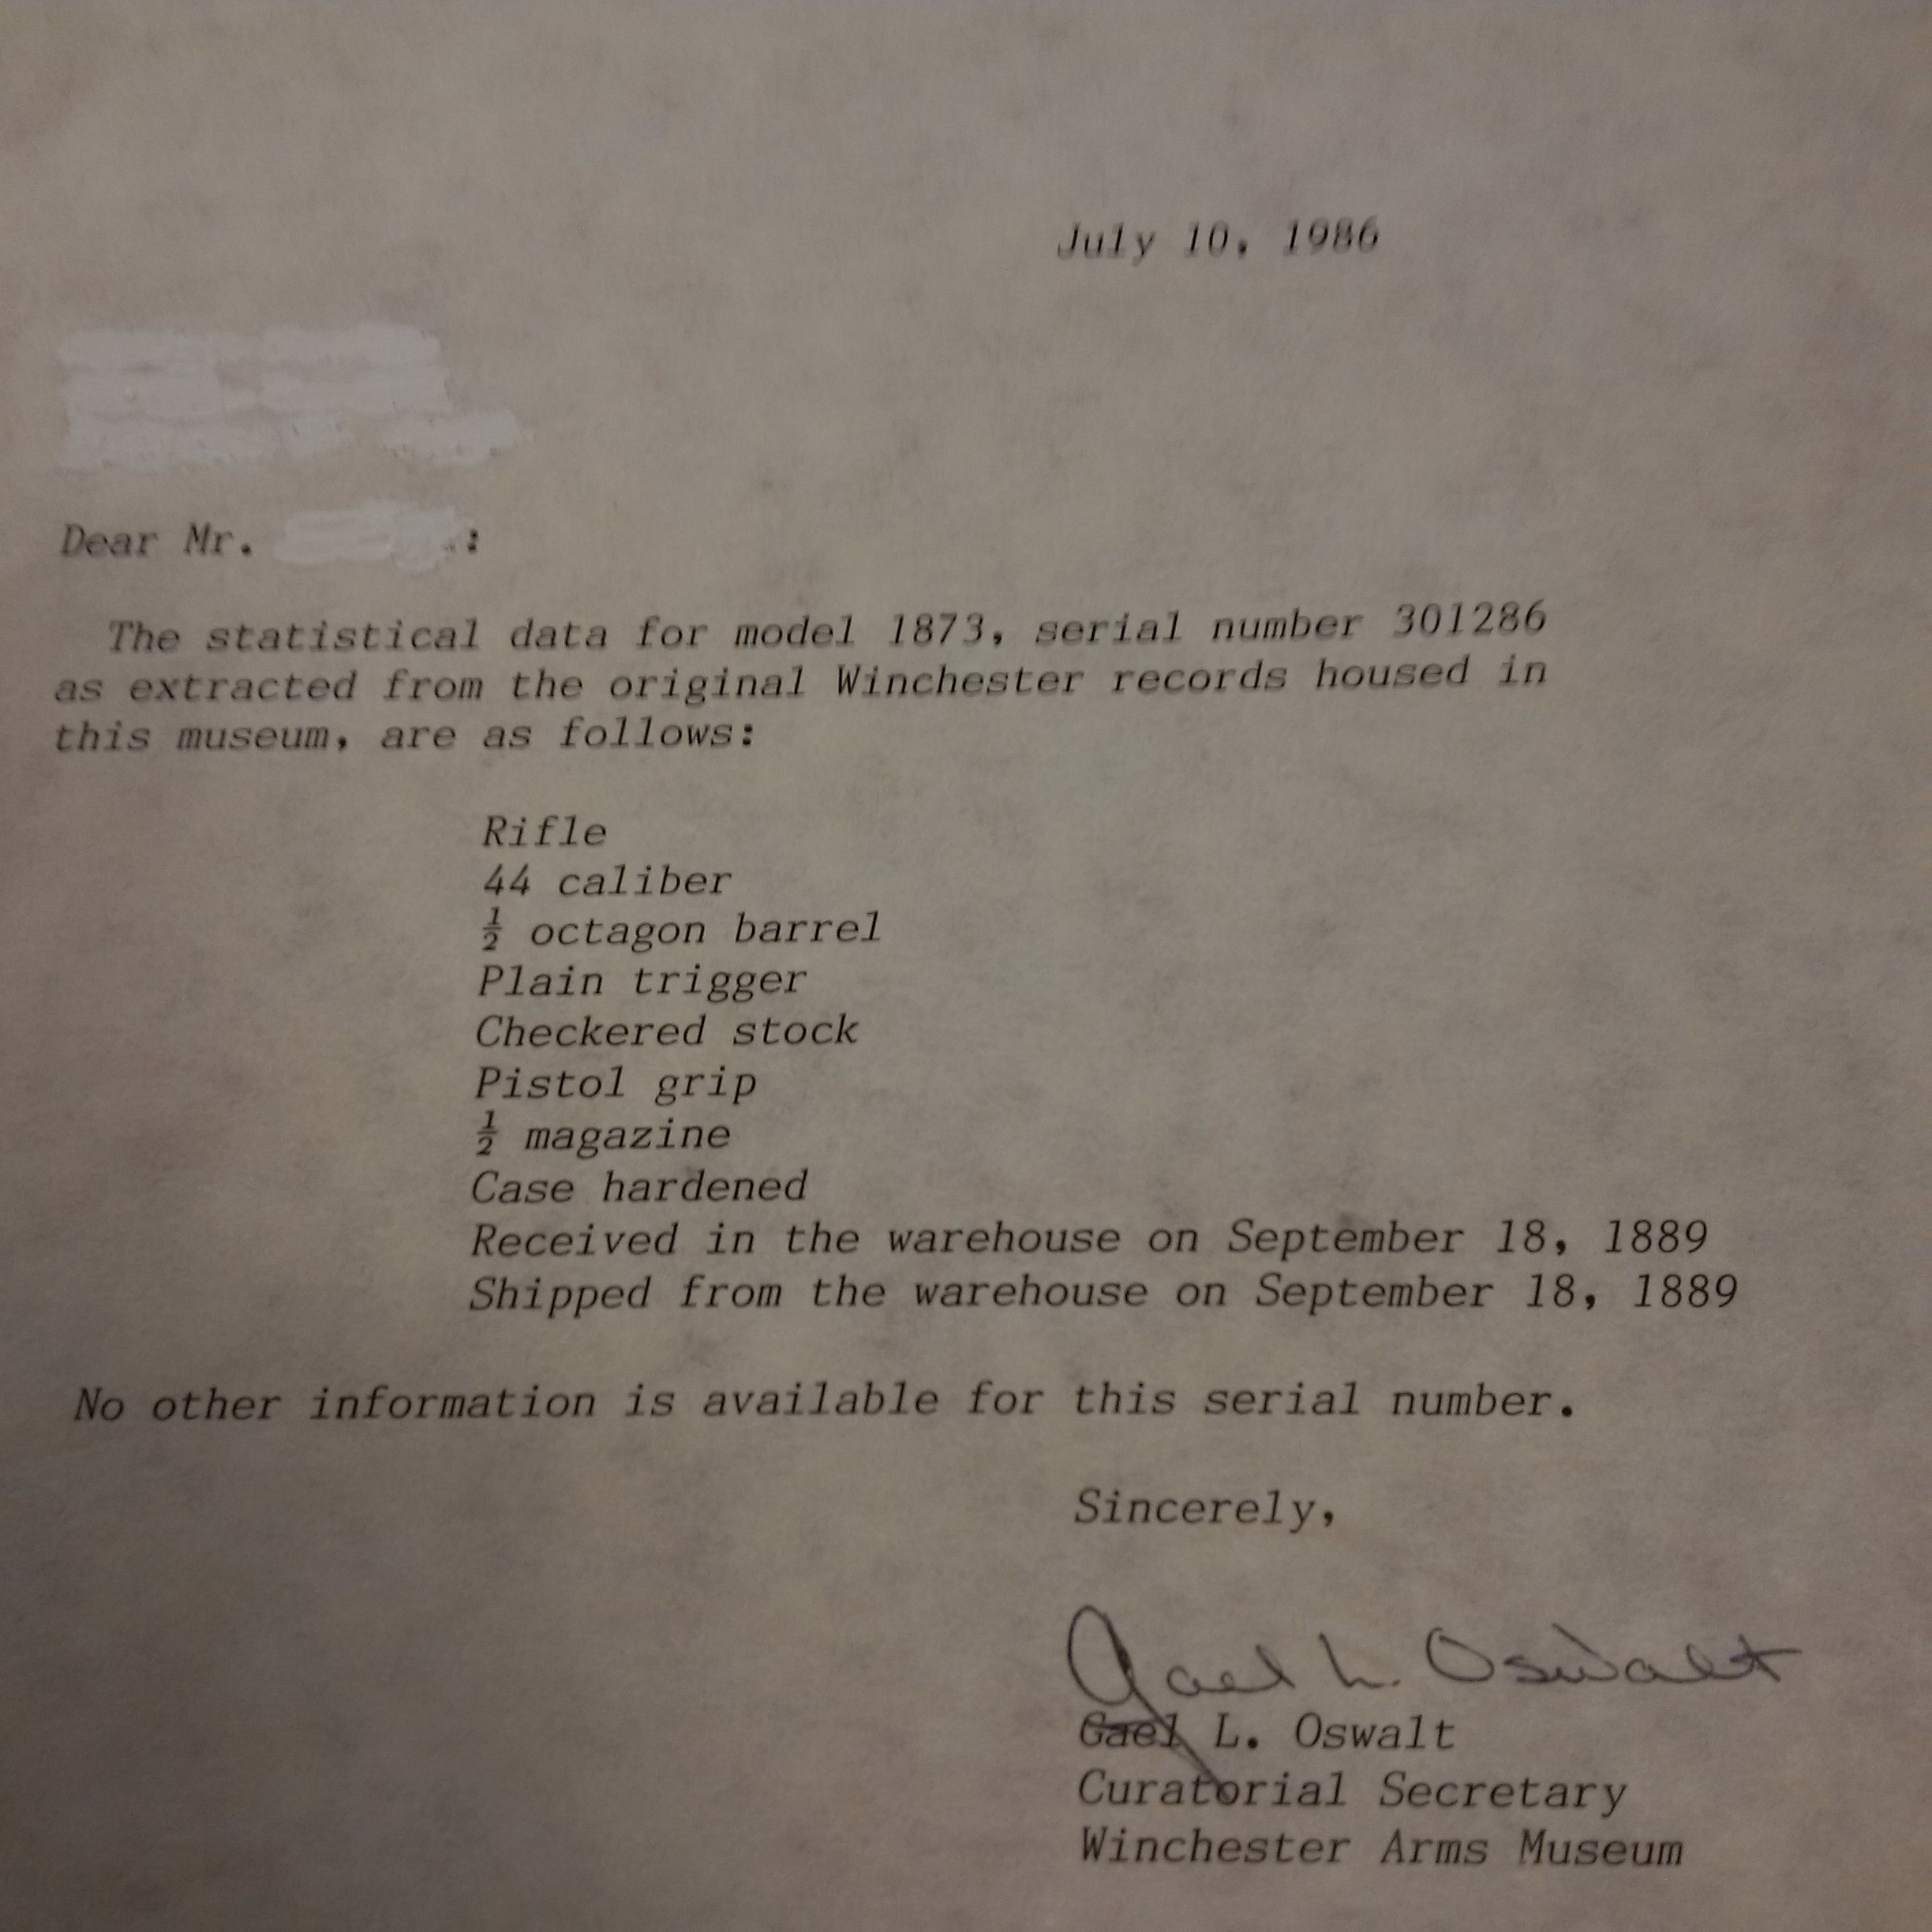 July 10, 1986
Dear Mr. :
The statistical data for model 1873, serial number 301286
as extracted from the original Winchester records housed in
this museum, are as follows:
Rifle
44 caliber
½ octagon barrel
Plain trigger
Checkered stock
Pistol grip
½ magazine
Case hardened
Received in the warehouse on September 18, 1889
Shipped from the warehouse on September 18, 1889
No other information is available for this serial number.
Sincerely,
Gael L. Oswalt
Gael L. Oswalt
Curatorial Secretary
Winchester Arms Museum